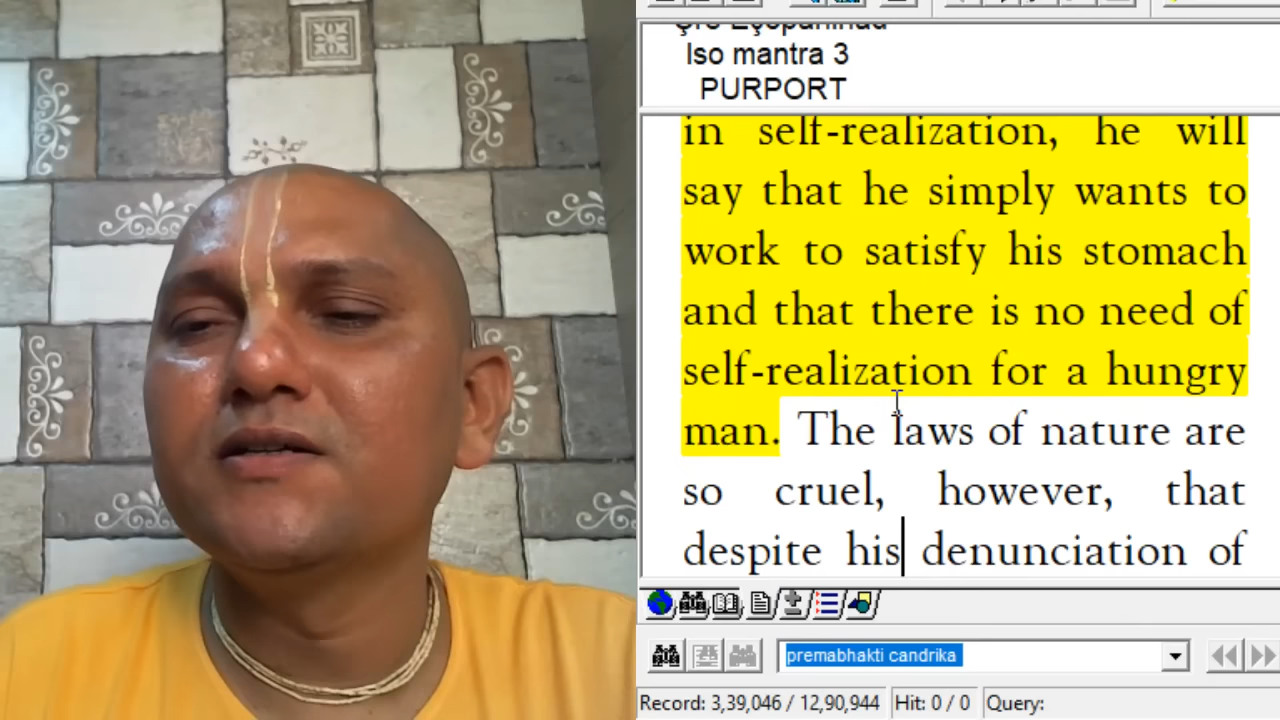 Çré Éçopaniñad
Iso mantra 3
PURPORT
in self-realization, he will
say that he simply wants to
work to satisfy his stomach
and that there is no need of
self-realization for a hungry
man. The laws of nature are
so cruel, however, that
despite his denunciation of
premabhakti candrika
Record: 3,39,046 / 12,90,944 Hit: 0 / 0 Query: